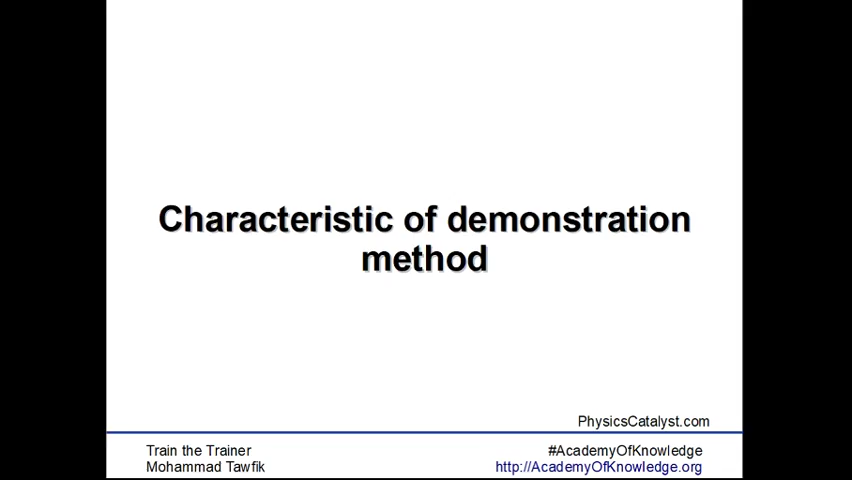 Characteristic of demonstration
method
PhysicsCatalyst.com
Train the Trainer
Mohammad Tawfik
#AcademyOfKnowledge
http://AcademyOfKnowledge.org